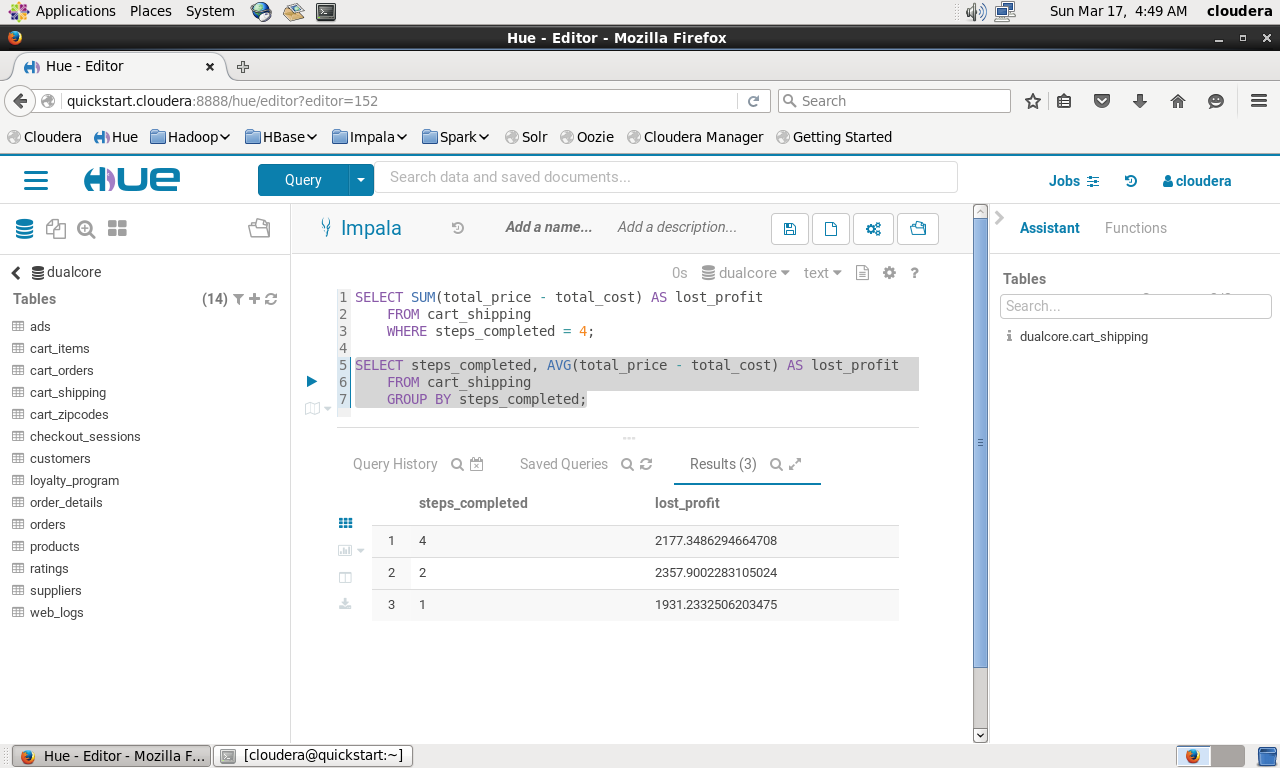 Applications Places System Sun Mar 17, 4:49 AM cloudera
Hue - Editor - Mozilla Firefox
Hue - Editor
quickstart.cloudera:8888/hue/editor?editor=152 Search
Cloudera Hue Hadoop HBase Impala Spark Solr Oozie Cloudera Manager Getting Started
HUE Query Search data and saved documents... Jobs cloudera
Impala Add a name... Add a description... Assistant Functions
dualcore 0s dualcore text ?
Tables (14) Tables
Search...
dualcore.cart_shipping
ads
cart_items
cart_orders
cart_shipping
cart_zipcodes
checkout_sessions
customers
loyalty_program
order_details
orders
products
ratings
suppliers
web_logs
1 SELECT SUM(total_price - total_cost) AS lost_profit
2 FROM cart_shipping
3 WHERE steps_completed = 4;
4
5 SELECT steps_completed, AVG(total_price - total_cost) AS lost_profit
6 FROM cart_shipping
7 GROUP BY steps_completed;
Query History Saved Queries Results (3)
steps_completed lost_profit
1 4 2177.3486294664708
2 2 2357.9002283105024
3 1 1931.2332506203475
Hue - Editor - Mozilla F... [cloudera@quickstart:~]